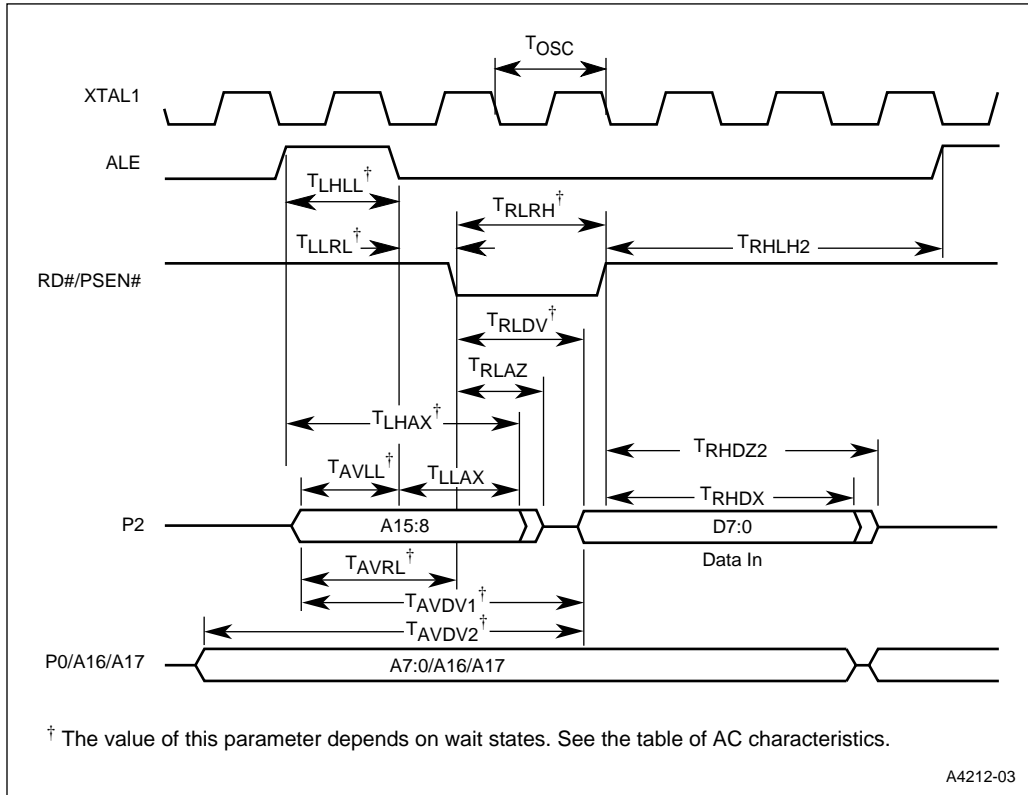 TOSC
XTAL1
ALE
TLHLL†
TRLRH†
TLLRL†
TRHLH2
RD#/PSEN#
TRLDV†
TRLAZ
TLHAX†
TRHDZ2
TAVLL†
TLLAX
TRHDX
P2
A15:8
D7:0
Data In
TAVRL†
TAVDV1†
TAVDV2†
P0/A16/A17
A7:0/A16/A17
† The value of this parameter depends on wait states. See the table of AC characteristics.
A4212-03